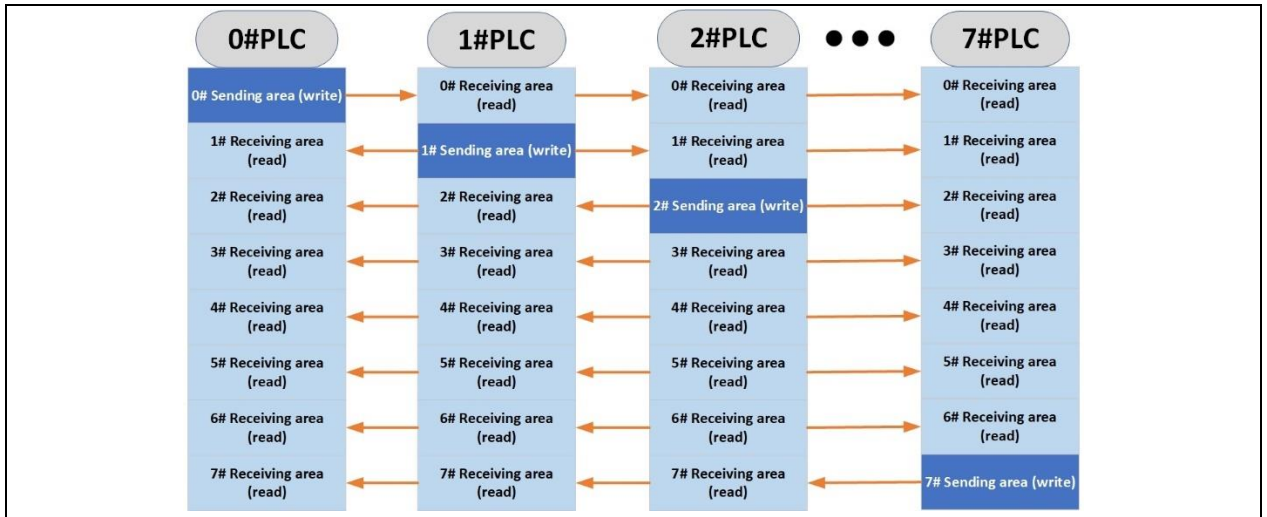 0#PLC
1#PLC
2#PLC
7#PLC
0# Sending area (write)
0# Receiving area
(read)
0# Receiving area
(read)
0# Receiving area
(read)
1# Receiving area
(read)
1# Sending area (write)
1# Receiving area
(read)
1# Receiving area
(read)
2# Receiving area
(read)
2# Receiving area
(read)
2# Sending area (write)
2# Receiving area
(read)
3# Receiving area
(read)
3# Receiving area
(read)
3# Receiving area
(read)
3# Receiving area
(read)
4# Receiving area
(read)
4# Receiving area
(read)
4# Receiving area
(read)
4# Receiving area
(read)
5# Receiving area
(read)
5# Receiving area
(read)
5# Receiving area
(read)
5# Receiving area
(read)
6# Receiving area
(read)
6# Receiving area
(read)
6# Receiving area
(read)
6# Receiving area
(read)
7# Receiving area
(read)
7# Receiving area
(read)
7# Receiving area
(read)
7# Sending area (write)